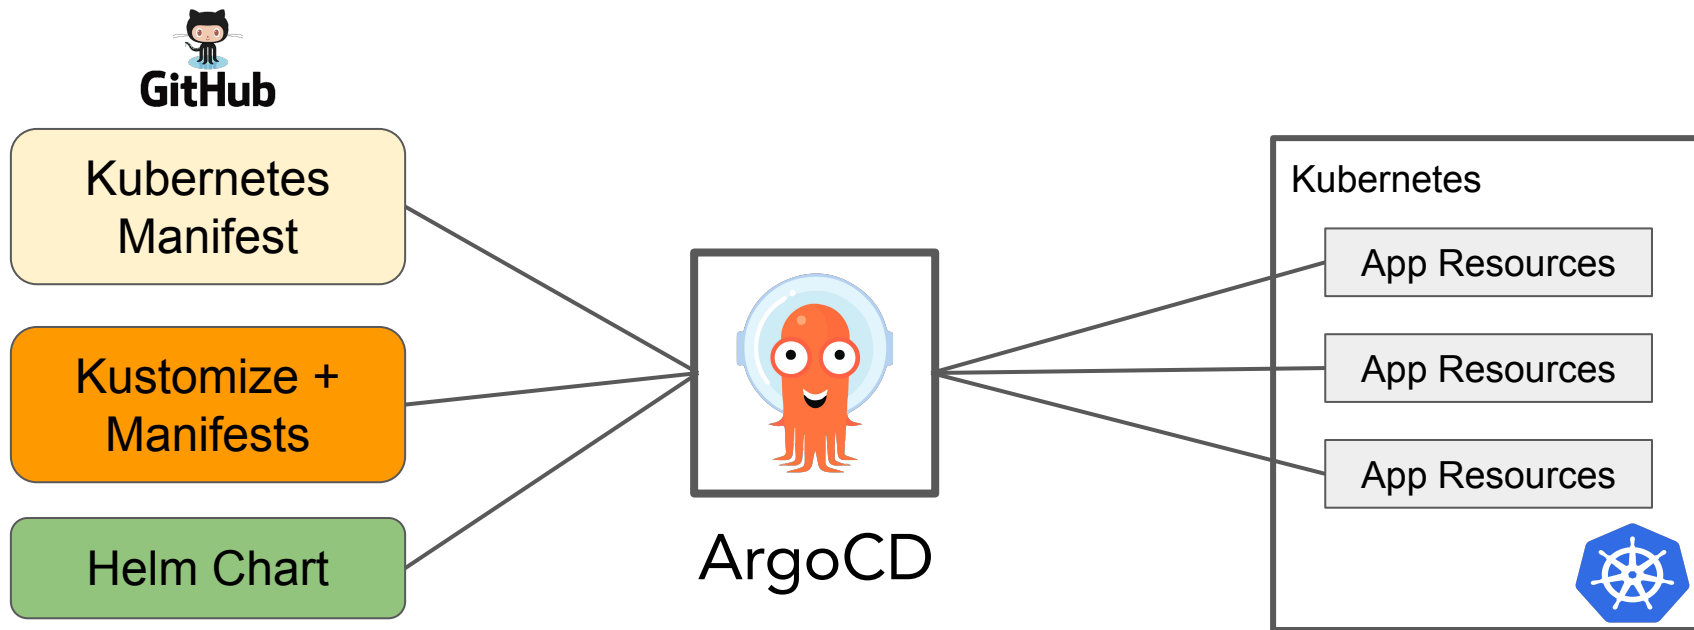 GitHub
Kubernetes
Manifest
Kustomize +
Manifests
Helm Chart
ArgoCD
Kubernetes
App Resources
App Resources
App Resources